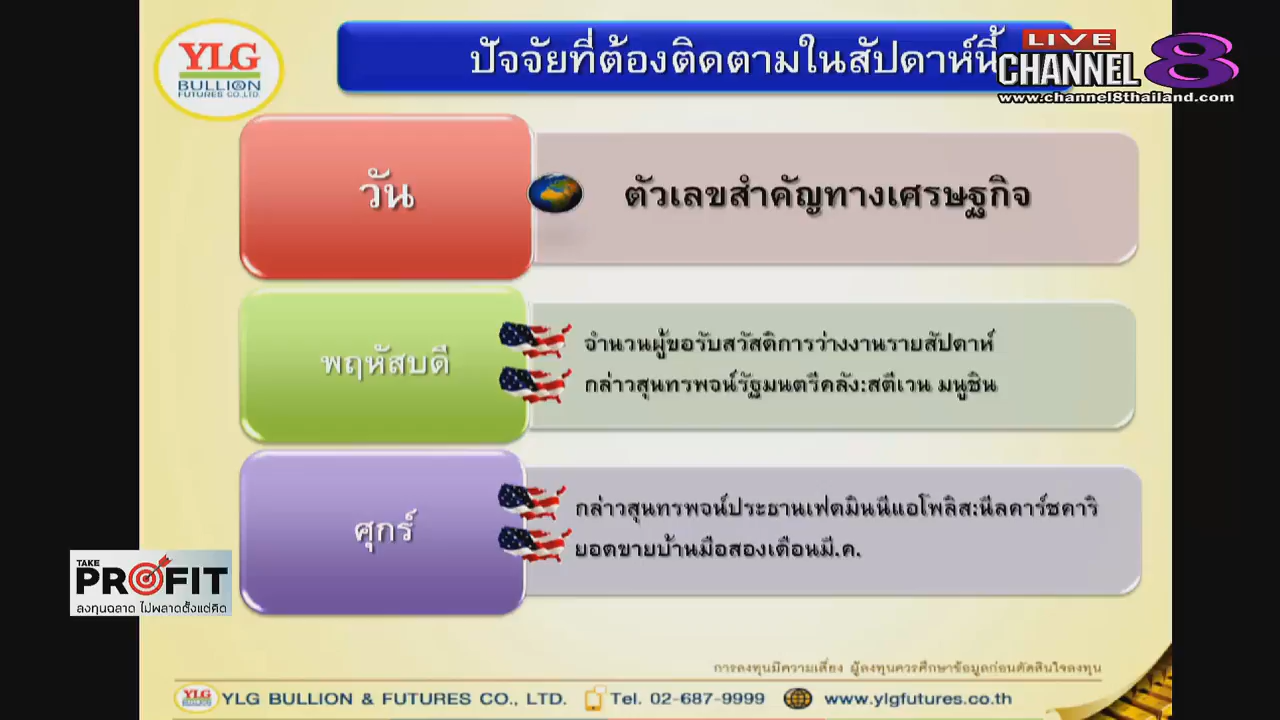 YLG
BULLION
FUTURES CO.,LTD.
ปัจจัยที่ต้องติดตามในสัปดาห์นี้
LIVE
CHANNEL 8
www.channel8thailand.com
วัน
ตัวเลขสำคัญทางเศรษฐกิจ
พฤหัสบดี
จำนวนผู้ขอรับสวัสดิการว่างงานรายสัปดาห์
กล่าวสุนทรพจน์รัฐมนตรีคลัง:สตีเวน มนูชิน
ศุกร์
กล่าวสุนทรพจน์ประธานเฟดมินนีแอโพลิส:นีลคาร์ชคาริ
ยอดขายบ้านมือสองเดือนมี.ค.
TAKE
PROFIT
ลงทุนฉลาด ไม่พลาดตั้งแต่คิด
การลงทุนมีความเสี่ยง ผู้ลงทุนควรศึกษาข้อมูลก่อนตัดสินใจลงทุน
YLG YLG BULLION & FUTURES CO., LTD. Tel. 02-687-9999 www.ylgfutures.co.th